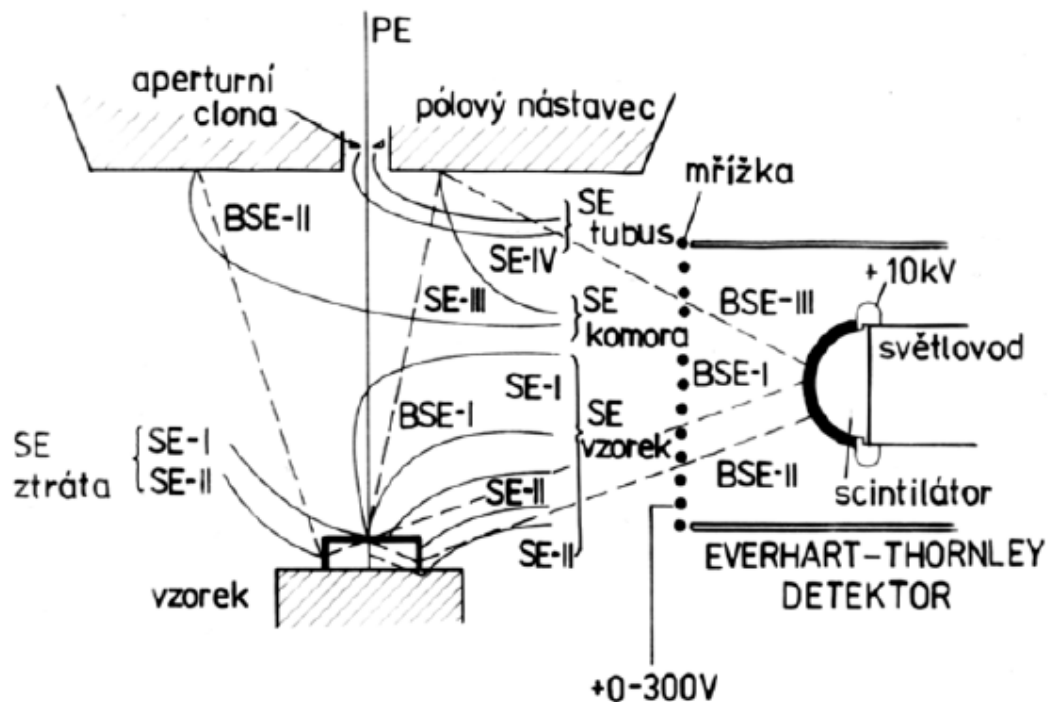 PE
aperturní
clona
pólový nástavec
mřížka
BSE-II
SE
tubus
SE-IV
+10kV
SE-III
BSE-III
SE
komora
světlovod
SE-I
BSE-I
BSE-I
SE
vzorek
SE
ztráta
SE-I
SE-II
SE-II
BSE-II
scintilátor
SE-II
vzorek
EVERHART-THORNLEY
DETEKTOR
+0-300V